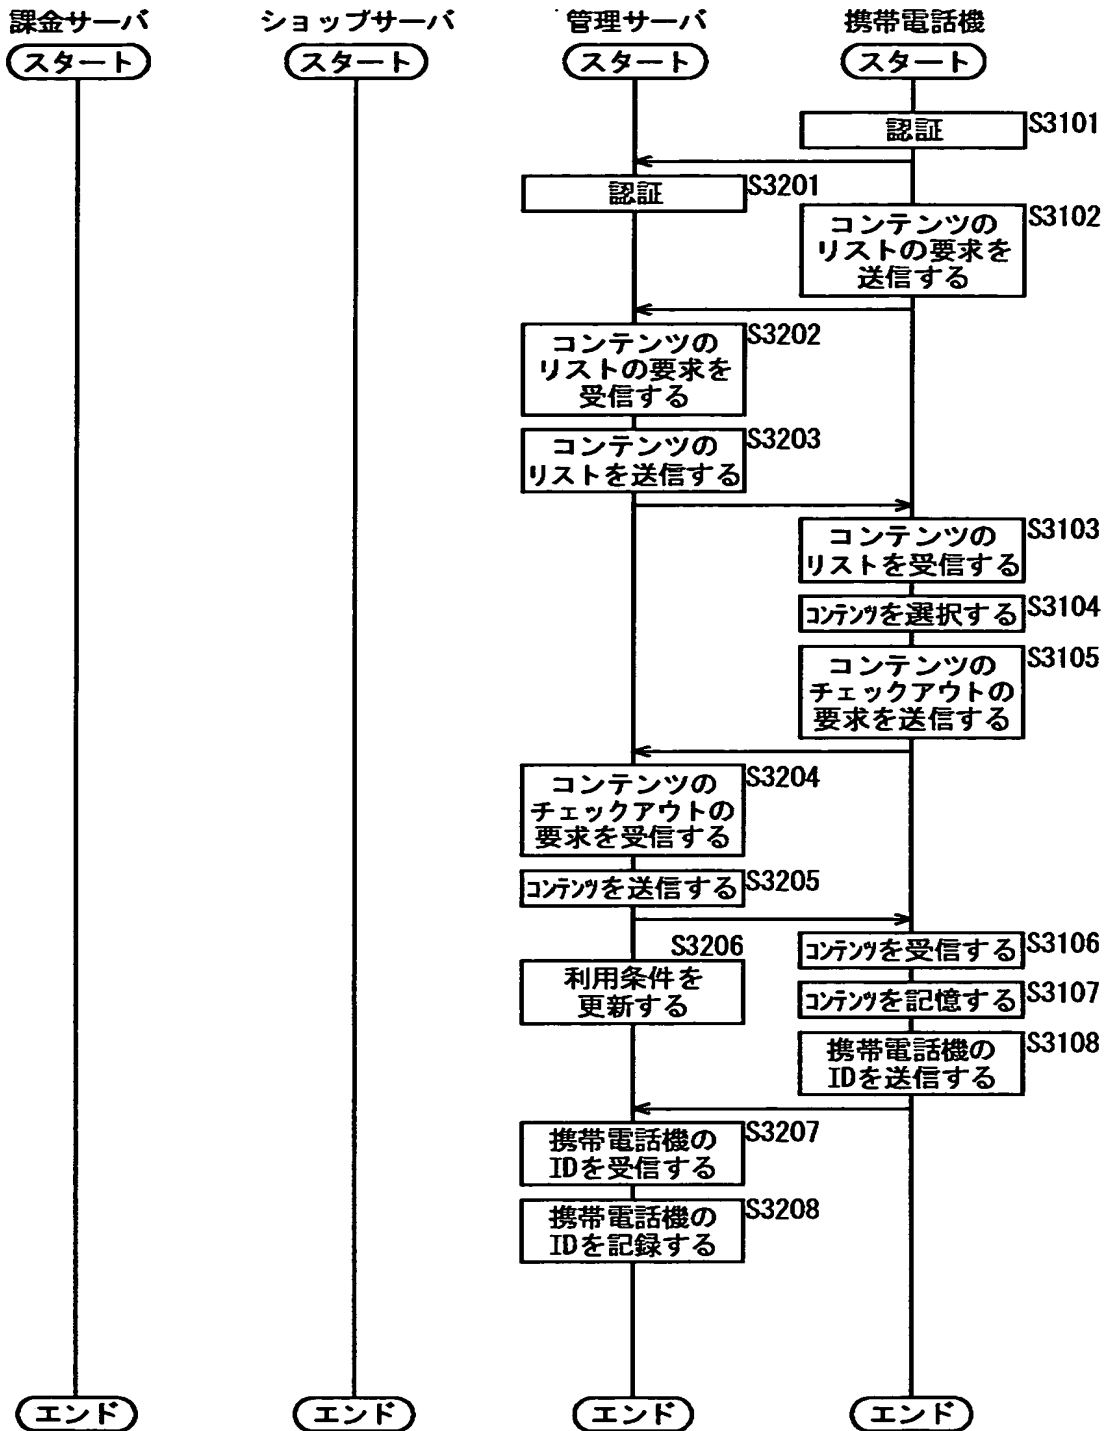 課金サーバ
ショップサーバ
管理サーバ
携帯電話機
スタート
スタート
スタート
スタート
認証
S3101
認証
S3201
コンテンツの
リストの要求を
送信する
S3102
コンテンツの
リストの要求を
受信する
S3202
コンテンツの
リストを送信する
S3203
コンテンツの
リストを受信する
S3103
コンテンツを選択する
S3104
コンテンツの
チェックアウトの
要求を送信する
S3105
コンテンツの
チェックアウトの
要求を受信する
S3204
コンテンツを送信する
S3205
コンテンツを受信する
S3106
S3206
利用条件を
更新する
コンテンツを記憶する
S3107
携帯電話機の
IDを送信する
S3108
携帯電話機の
IDを受信する
S3207
携帯電話機の
IDを記録する
S3208
エンド
エンド
エンド
エンド